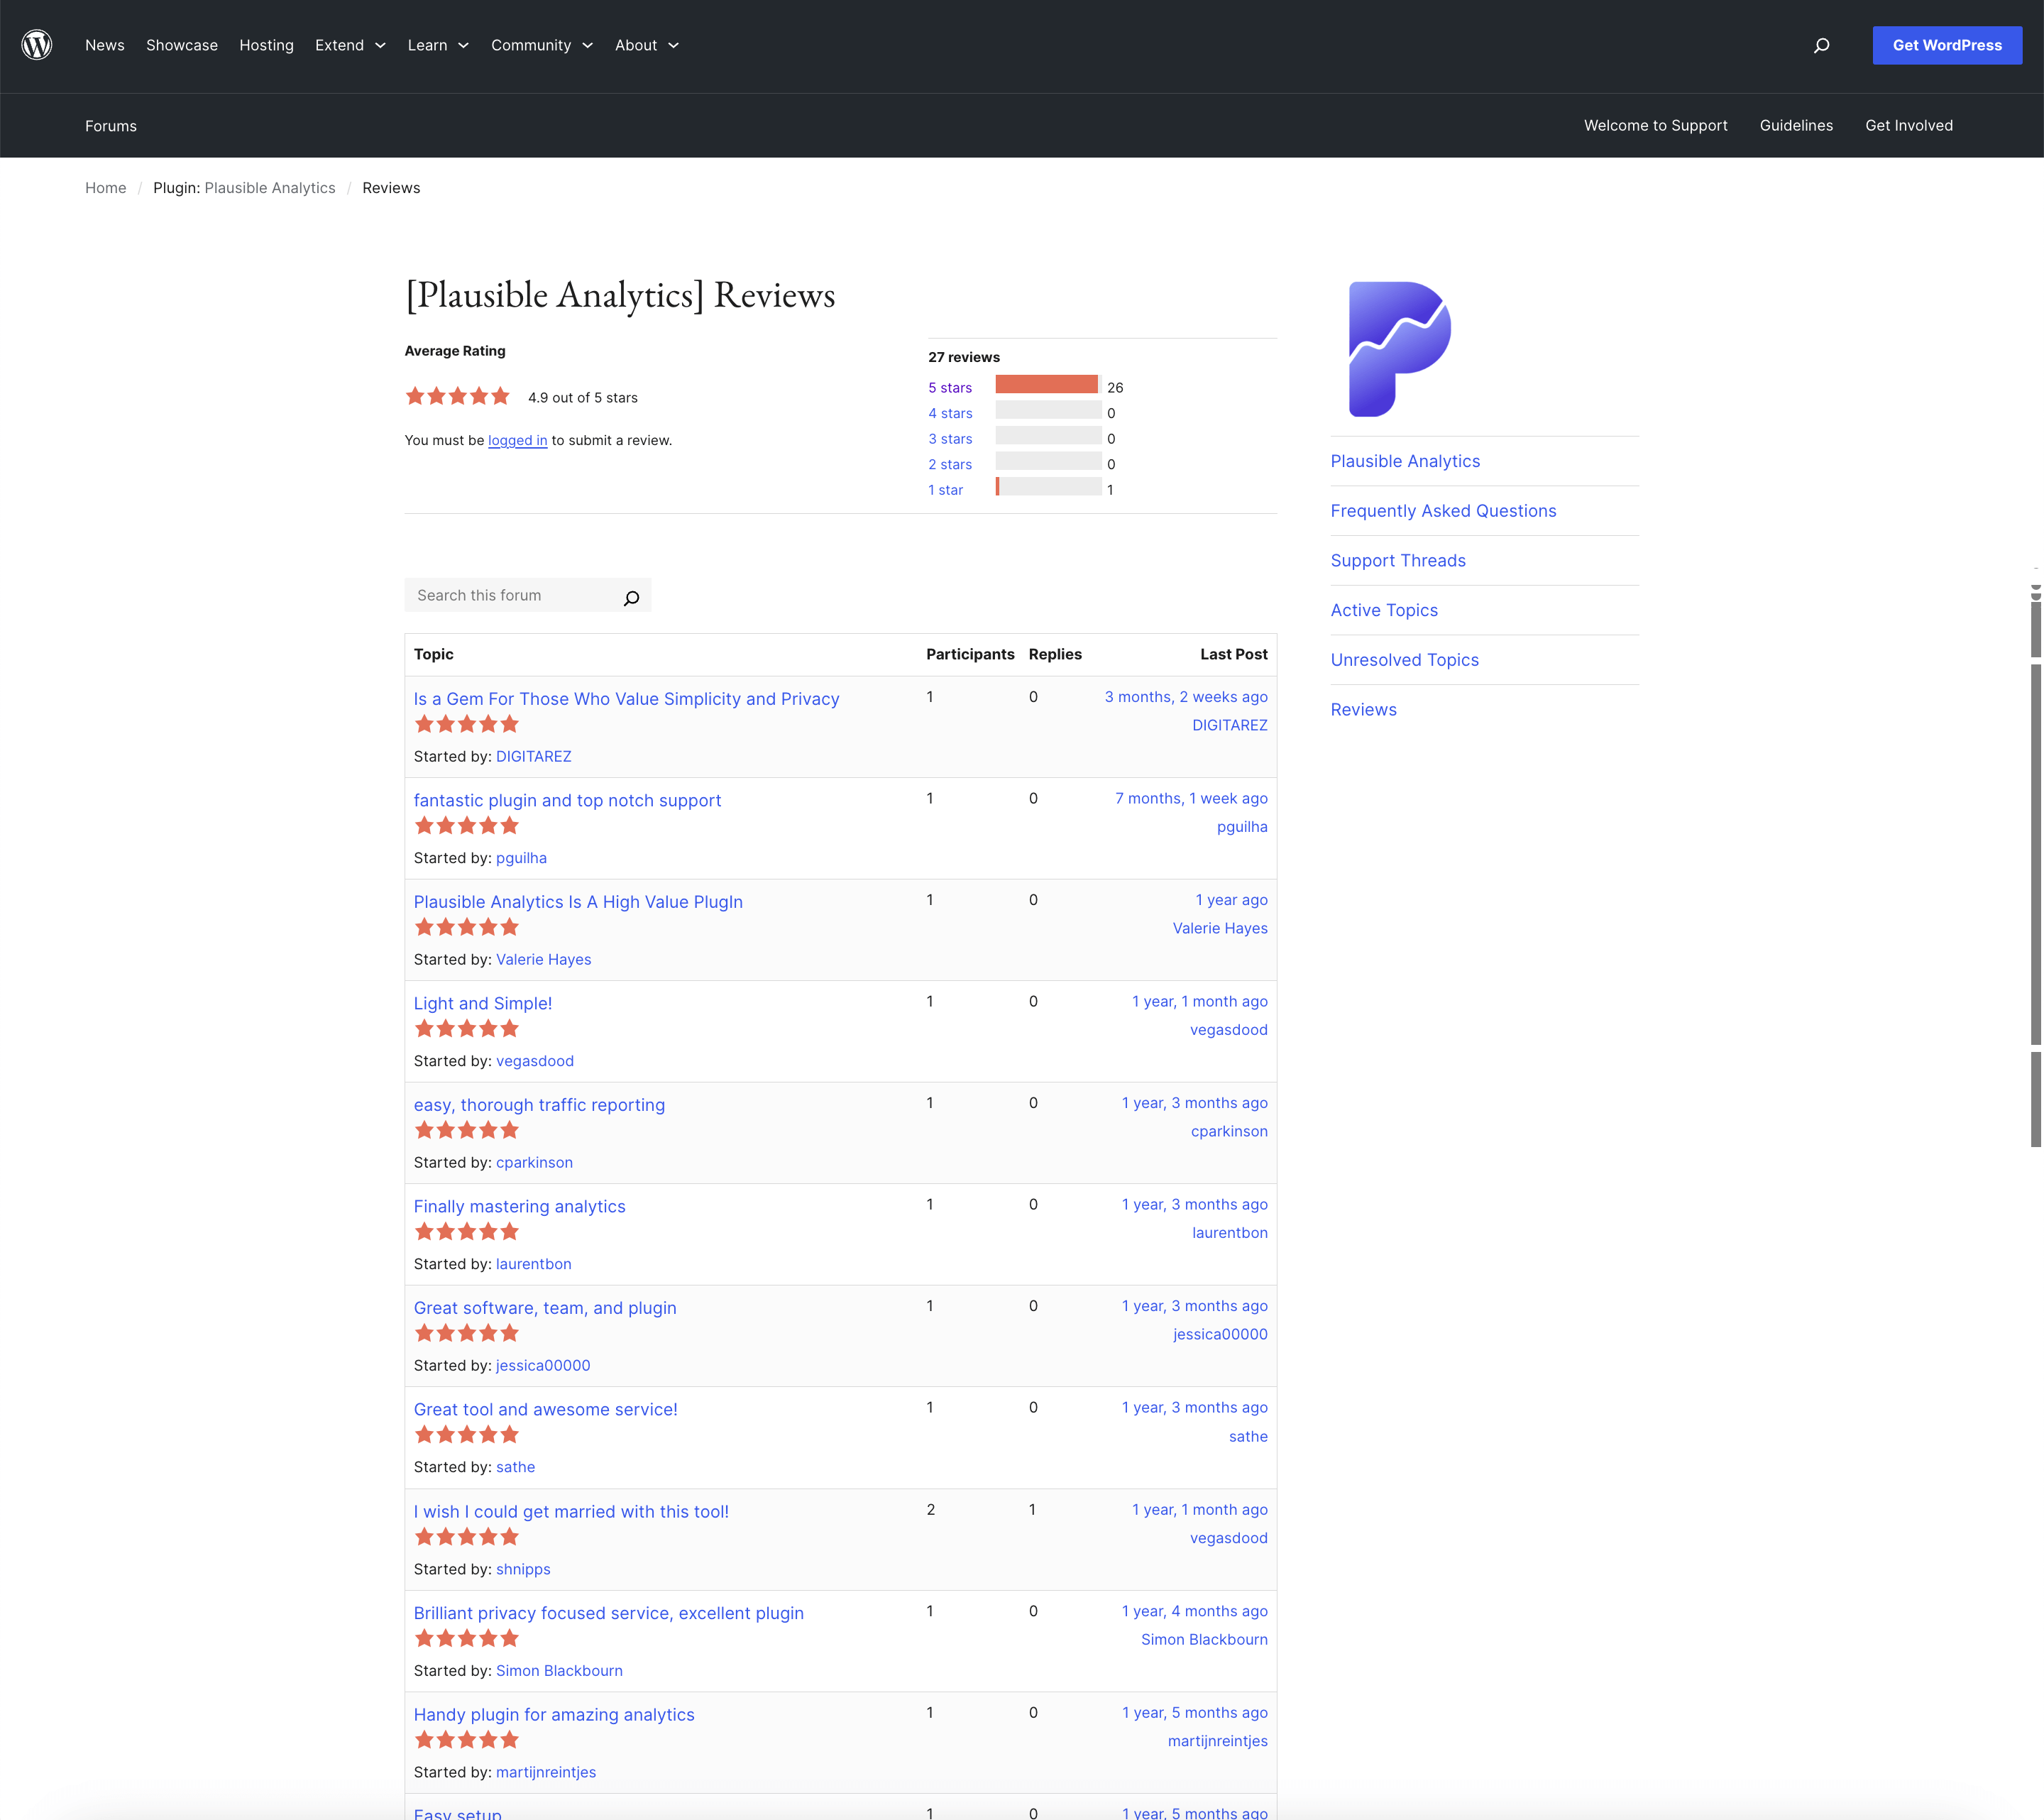 News Showcase Hosting Extend Learn Community About
Get WordPress
Forums
Welcome to Support Guidelines Get Involved
Home / Plugin: Plausible Analytics / Reviews
[Plausible Analytics] Reviews
Average Rating
4.9 out of 5 stars
You must be logged in to submit a review.
27 reviews
5 stars 26
4 stars 0
3 stars 0
2 stars 0
1 star 1
Plausible Analytics
Frequently Asked Questions
Support Threads
Active Topics
Unresolved Topics
Reviews
Search this forum
Topic Participants Replies Last Post
Is a Gem For Those Who Value Simplicity and Privacy 1 0 3 months, 2 weeks ago
DIGITAREZ
Started by: DIGITAREZ
fantastic plugin and top notch support 1 0 7 months, 1 week ago
pguilha
Started by: pguilha
Plausible Analytics Is A High Value PlugIn 1 0 1 year ago
Valerie Hayes
Started by: Valerie Hayes
Light and Simple! 1 0 1 year, 1 month ago
vegasdood
Started by: vegasdood
easy, thorough traffic reporting 1 0 1 year, 3 months ago
cparkinson
Started by: cparkinson
Finally mastering analytics 1 0 1 year, 3 months ago
laurentbon
Started by: laurentbon
Great software, team, and plugin 1 0 1 year, 3 months ago
jessica00000
Started by: jessica00000
Great tool and awesome service! 1 0 1 year, 3 months ago
sathe
Started by: sathe
I wish I could get married with this tool! 2 1 1 year, 1 month ago
vegasdood
Started by: shnipps
Brilliant privacy focused service, excellent plugin 1 0 1 year, 4 months ago
Simon Blackbourn
Started by: Simon Blackbourn
Handy plugin for amazing analytics 1 0 1 year, 5 months ago
martijnreintjes
Started by: martijnreintjes
Easy setup 1 0 1 year, 5 months ago